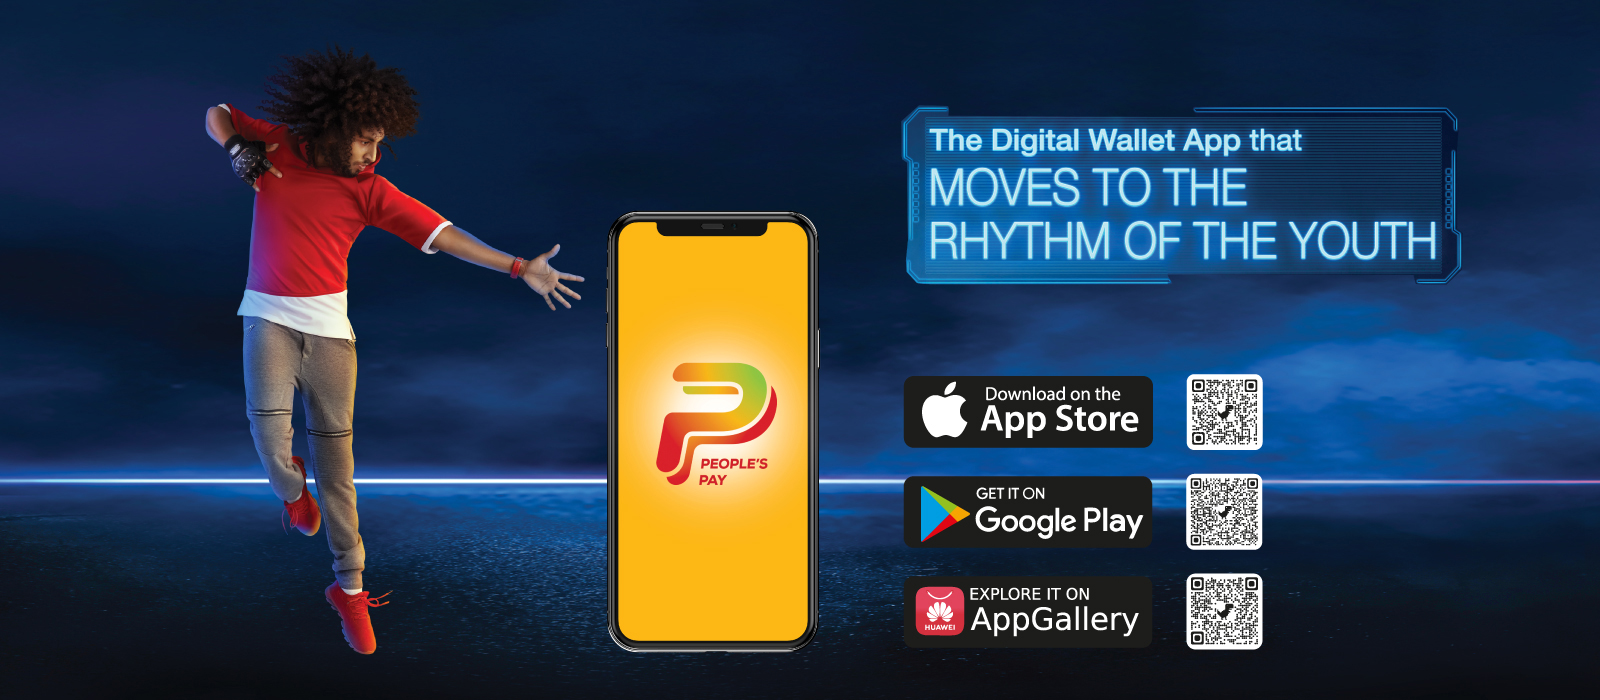 The Digital Wallet App that
MOVES TO THE
RHYTHM OF THE YOUTH
PEOPLE'S
PAY
Download on the
App Store
GET IT ON
Google Play
HUAWEI
EXPLORE IT ON
AppGallery